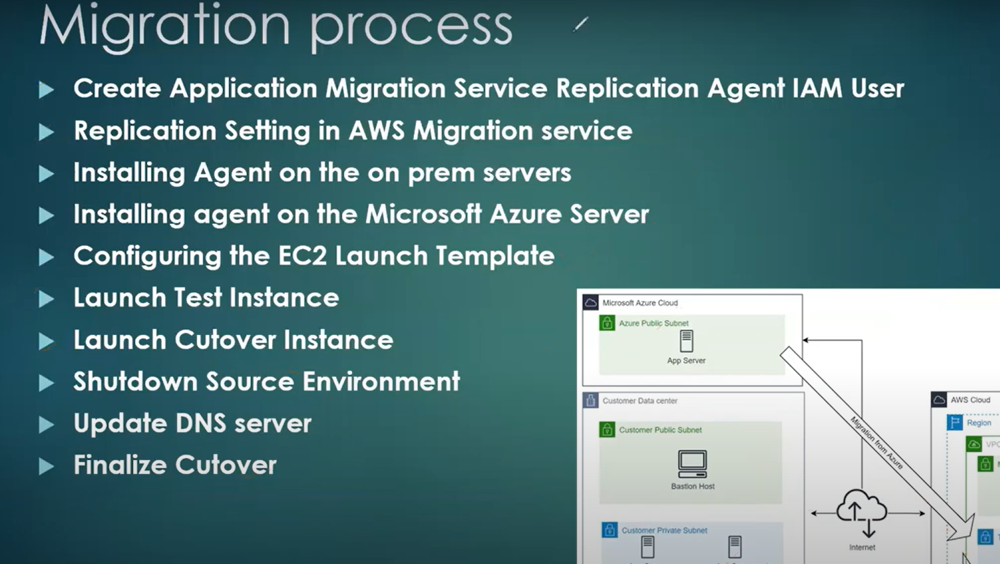 Migration process
Create Application Migration Service Replication Agent IAM User
Replication Setting in AWS Migration service
Installing Agent on the on prem servers
Installing agent on the Microsoft Azure Server
Configuring the EC2 Launch Template
Launch Test Instance
Launch Cutover Instance
Shutdown Source Environment
Update DNS server
Finalize Cutover
Microsoft Azure Cloud
Azure Public Subnet
App Server
Customer Data center
Customer Public Subnet
Bastion Host
Customer Private Subnet
Migration from Azure
Internet
AWS Cloud
Region